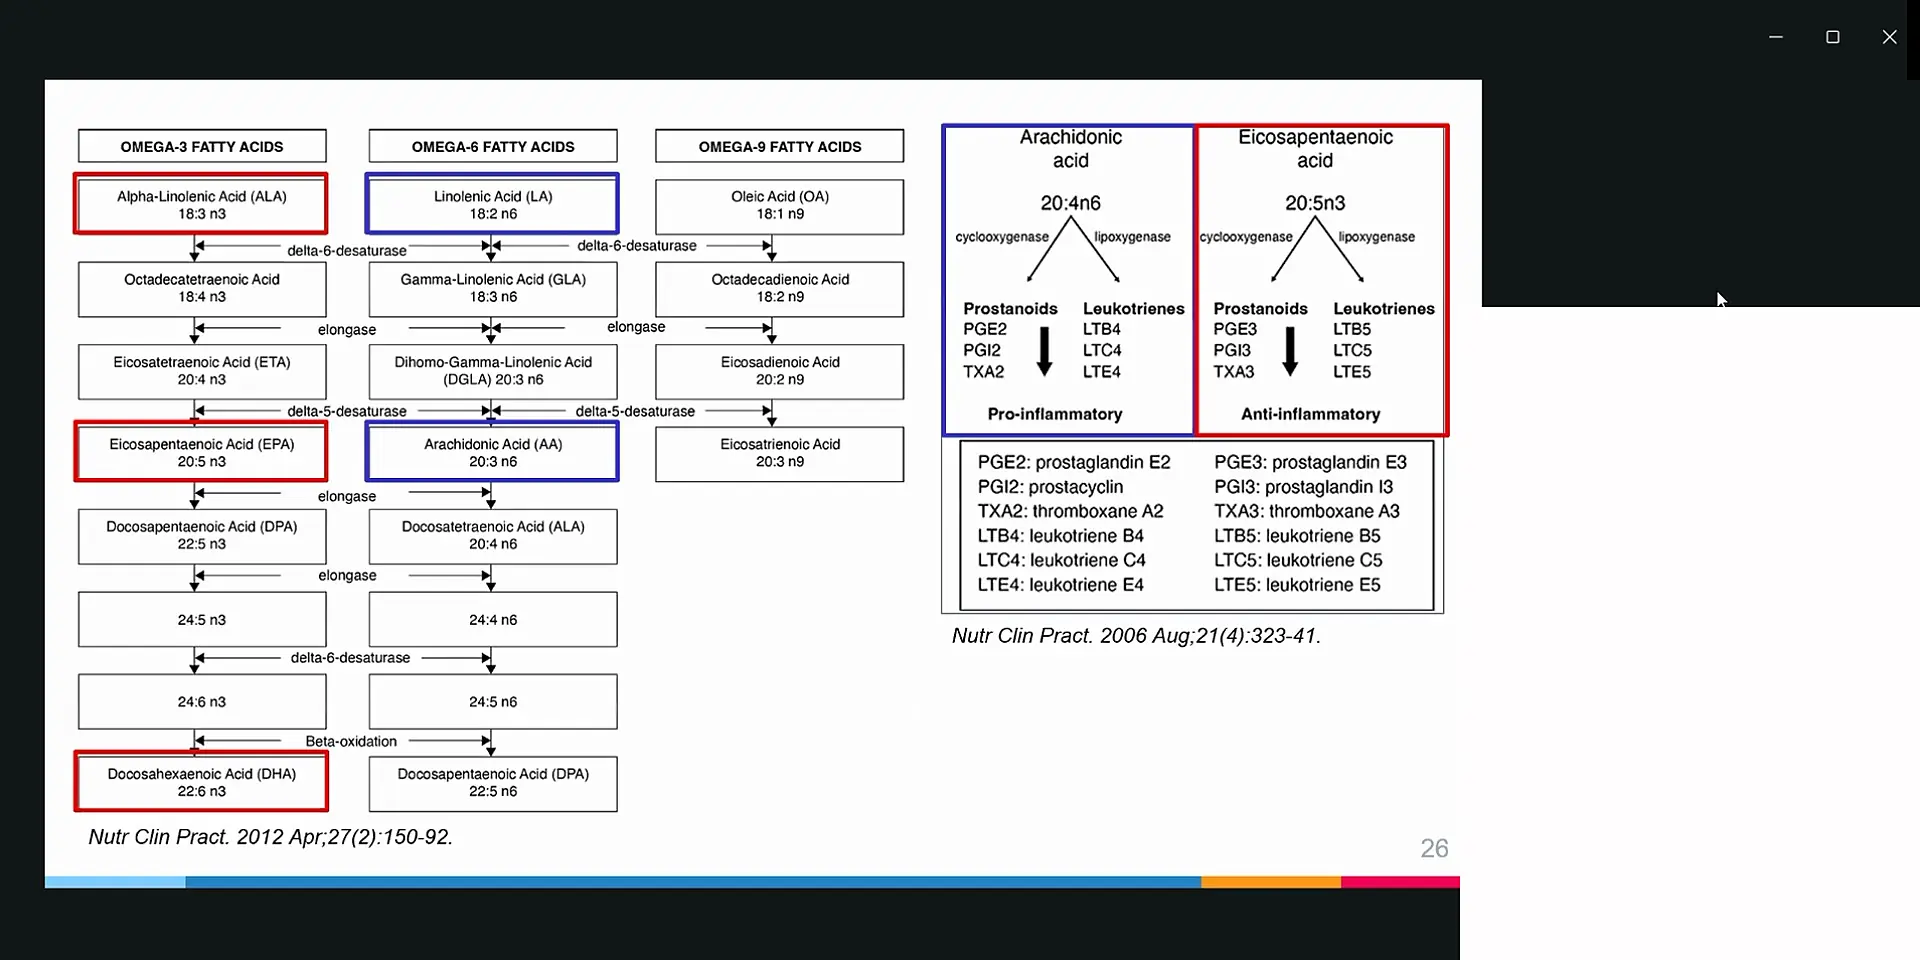 OMEGA-3 FATTY ACIDS
OMEGA-6 FATTY ACIDS
OMEGA-9 FATTY ACIDS
Alpha-Linolenic Acid (ALA)
18:3 n3
Linolenic Acid (LA)
18:2 n6
Oleic Acid (OA)
18:1 n9
delta-6-desaturase
delta-6-desaturase
Octadecatetraenoic Acid
18:4 n3
Gamma-Linolenic Acid (GLA)
18:3 n6
Octadecadienoic Acid
18:2 n9
elongase
elongase
Eicosatetraenoic Acid (ETA)
20:4 n3
Dihomo-Gamma-Linolenic Acid
(DGLA) 20:3 n6
Eicosadienoic Acid
20:2 n9
delta-5-desaturase
delta-5-desaturase
Eicosapentaenoic Acid (EPA)
20:5 n3
Arachidonic Acid (AA)
20:3 n6
Eicosatrienoic Acid
20:3 n9
elongase
Docosapentaenoic Acid (DPA)
22:5 n3
Docosatetraenoic Acid (ALA)
20:4 n6
elongase
24:5 n3
24:4 n6
delta-6-desaturase
24:6 n3
24:5 n6
Beta-oxidation
Docosahexaenoic Acid (DHA)
22:6 n3
Docosapentaenoic Acid (DPA)
22:5 n6
Nutr Clin Pract. 2012 Apr;27(2):150-92.
Arachidonic
acid
20:4n6
cyclooxygenase
lipoxygenase
Prostanoids
PGE2
PGI2
TXA2
Leukotrienes
LTB4
LTC4
LTE4
Pro-inflammatory
Eicosapentaenoic
acid
20:5n3
cyclooxygenase
lipoxygenase
Prostanoids
PGE3
PGI3
TXA3
Leukotrienes
LTB5
LTC5
LTE5
Anti-inflammatory
PGE2: prostaglandin E2
PGI2: prostacyclin
TXA2: thromboxane A2
LTB4: leukotriene B4
LTC4: leukotriene C4
LTE4: leukotriene E4
PGE3: prostaglandin E3
PGI3: prostaglandin I3
TXA3: thromboxane A3
LTB5: leukotriene B5
LTC5: leukotriene C5
LTE5: leukotriene E5
Nutr Clin Pract. 2006 Aug;21(4):323-41.
26